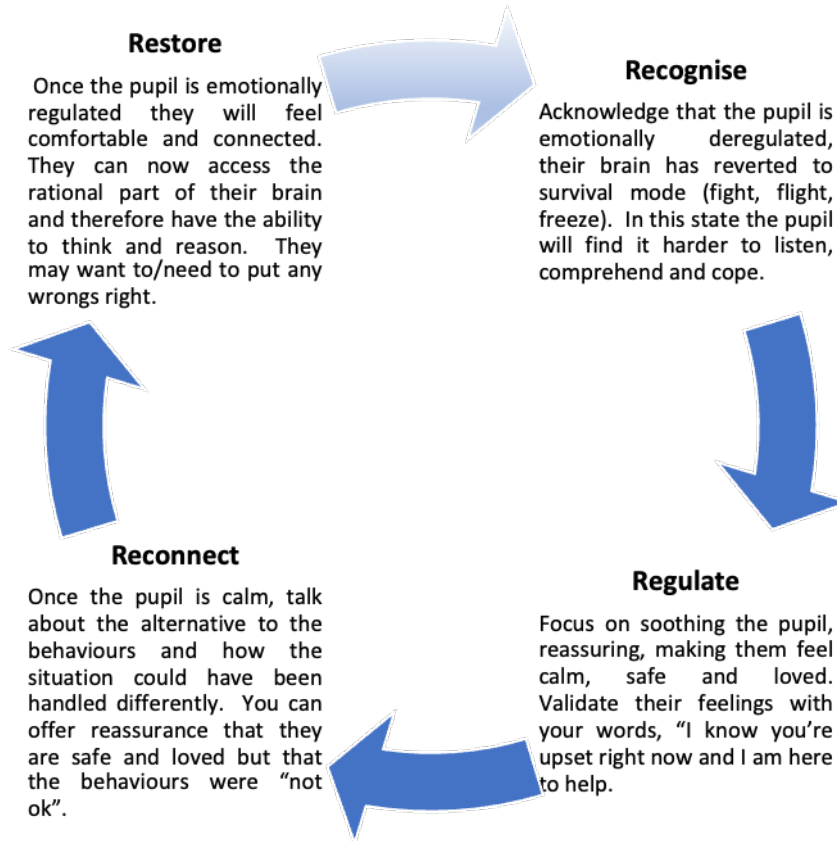 Restore
Once the pupil is emotionally
regulated they will feel
comfortable and connected.
They can now access the
rational part of their brain
and therefore have the ability
to think and reason. They
may want to/need to put any
wrongs right.
Recognise
Acknowledge that the pupil is
emotionally deregulated,
their brain has reverted to
survival mode (fight, flight,
freeze). In this state the pupil
will find it harder to listen,
comprehend and cope.
Reconnect
Once the pupil is calm, talk
about the alternative to the
behaviours and how the
situation could have been
handled differently. You can
offer reassurance that they
are safe and loved but that
the behaviours were “not
ok”.
Regulate
Focus on soothing the pupil,
reassuring, making them feel
calm, safe and loved.
Validate their feelings with
your words, “I know you’re
upset right now and I am here
to help.